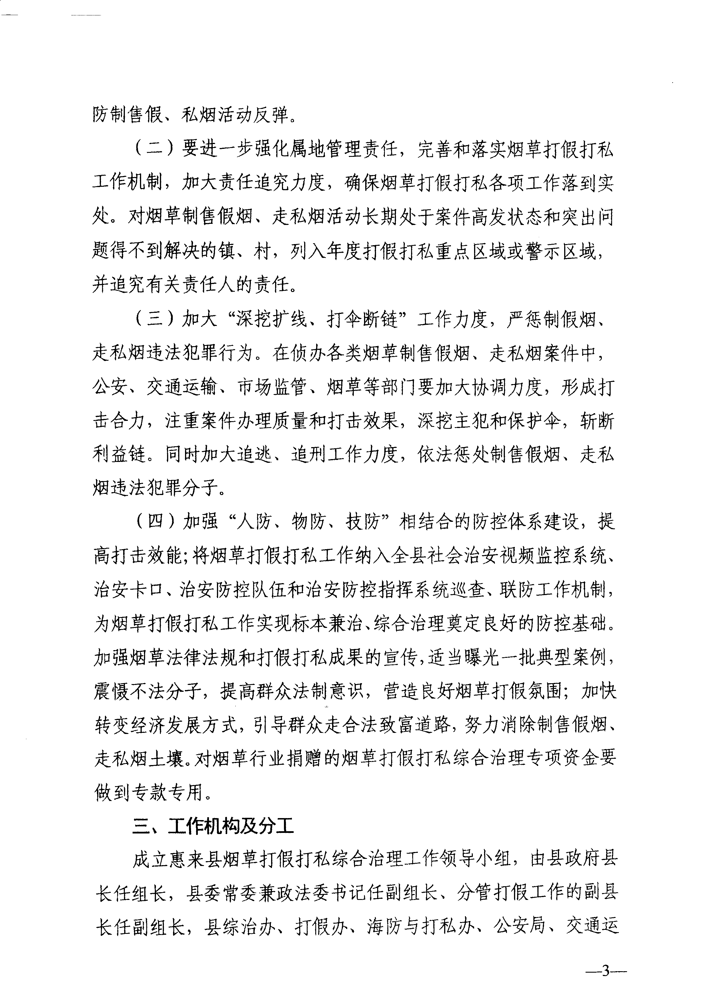 防制售假、私烟活动反弹。
（二）要进一步强化属地管理责任，完善和落实烟草打假打私
工作机制，加大责任追究力度，确保烟草打假打私各项工作落到实
处。对烟草制售假烟、走私烟活动长期处于案件高发状态和突出问
题得不到解决的镇、村，列入年度打假打私重点区域或警示区域，
并追究有关责任人的责任。
（三）加大“深挖扩线、打伞断链”工作力度，严惩制假烟、
走私烟违法犯罪行为。在侦办各类烟草制售假烟、走私烟案件中，
公安、交通运输、市场监管、烟草等部门要加大协调力度，形成打
击合力，注重案件办理质量和打击效果，深挖主犯和保护伞，斩断
利益链。同时加大追逃、追刑工作力度，依法惩处制售假烟、走私
烟违法犯罪分子。
（四）加强“人防、物防、技防”相结合的防控体系建设，提
高打击效能；将烟草打假打私工作纳入全县社会治安视频监控系统、
治安卡口、治安防控队伍和治安防控指挥系统巡查、联防工作机制，
为烟草打假打私工作实现标本兼治、综合治理奠定良好的防控基础。
加强烟草法律法规和打假打私成果的宣传，适当曝光一批典型案例，
震慑不法分子，提高群众法制意识，营造良好烟草打假氛围；加快
转变经济发展方式，引导群众走合法致富道路，努力消除制售假烟、
走私烟土壤。对烟草行业捐赠的烟草打假打私综合治理专项资金要
做到专款专用。
三、工作机构及分工
成立惠来县烟草打假打私综合治理工作领导小组，由县政府县
长任组长，县委常委兼政法委书记任副组长、分管打假工作的副县
长任副组长，县综治办、打假办、海防与打私办、公安局、交通运
—3—